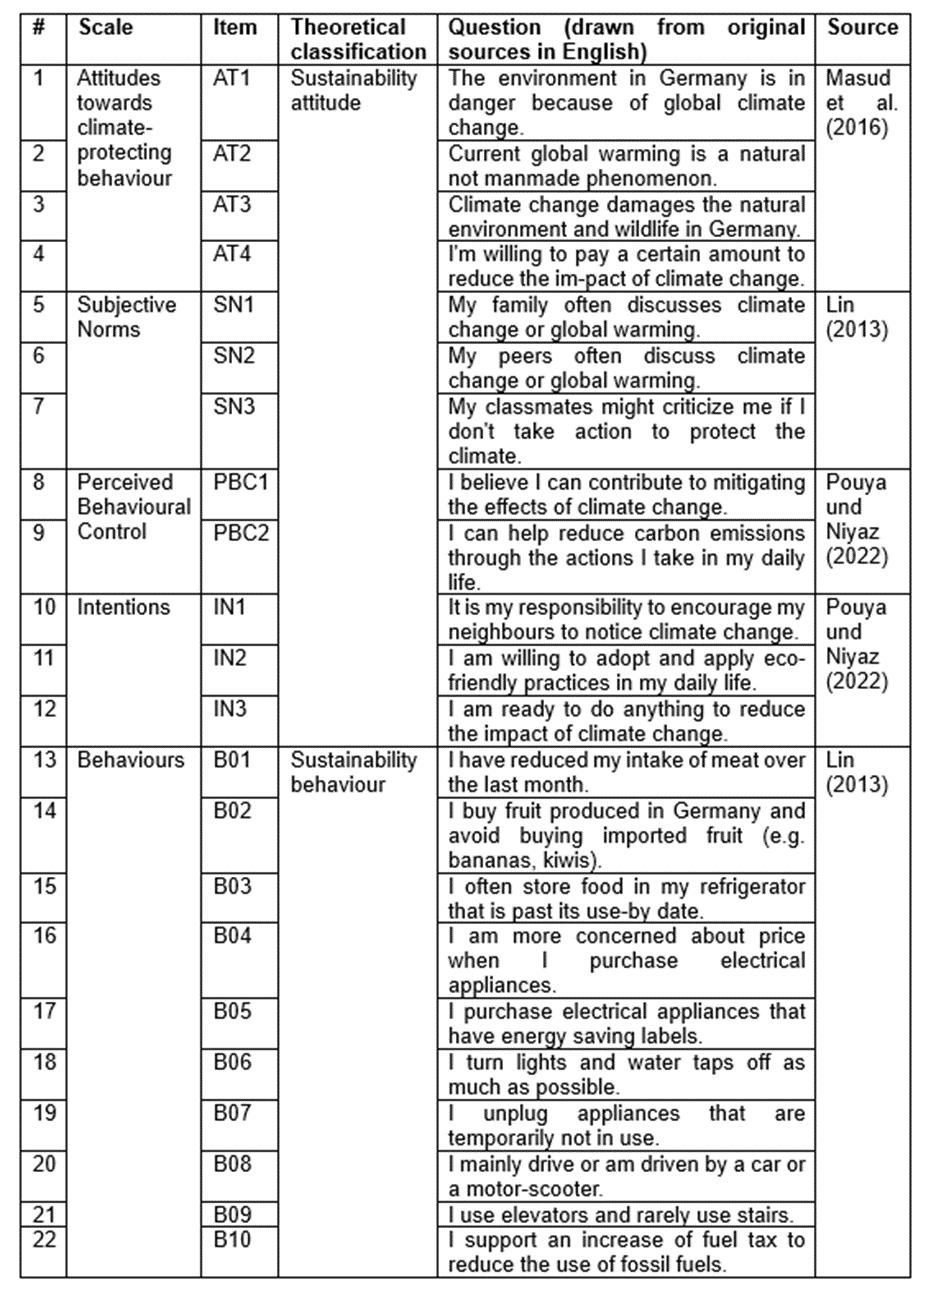 # Scale Item Theoretical classification Question (drawn from original sources in English) Source
1 Attitudes towards climate-protecting behaviour AT1 Sustainability attitude The environment in Germany is in danger because of global climate change. Masud et al. (2016)
2 AT2 Current global warming is a natural not manmade phenomenon.
3 AT3 Climate change damages the natural environment and wildlife in Germany.
4 AT4 I'm willing to pay a certain amount to reduce the im-pact of climate change.
5 Subjective Norms SN1 My family often discusses climate change or global warming. Lin (2013)
6 SN2 My peers often discuss climate change or global warming.
7 SN3 My classmates might criticize me if I don't take action to protect the climate.
8 Perceived Behavioural Control PBC1 I believe I can contribute to mitigating the effects of climate change. Pouya und Niyaz (2022)
9 PBC2 I can help reduce carbon emissions through the actions I take in my daily life.
10 Intentions IN1 It is my responsibility to encourage my neighbours to notice climate change. Pouya und Niyaz (2022)
11 IN2 I am willing to adopt and apply eco-friendly practices in my daily life.
12 IN3 I am ready to do anything to reduce the impact of climate change.
13 Behaviours B01 Sustainability behaviour I have reduced my intake of meat over the last month. Lin (2013)
14 B02 I buy fruit produced in Germany and avoid buying imported fruit (e.g. bananas, kiwis).
15 B03 I often store food in my refrigerator that is past its use-by date.
16 B04 I am more concerned about price when I purchase electrical appliances.
17 B05 I purchase electrical appliances that have energy saving labels.
18 B06 I turn lights and water taps off as much as possible.
19 B07 I unplug appliances that are temporarily not in use.
20 B08 I mainly drive or am driven by a car or a motor-scooter.
21 B09 I use elevators and rarely use stairs.
22 B10 I support an increase of fuel tax to reduce the use of fossil fuels.